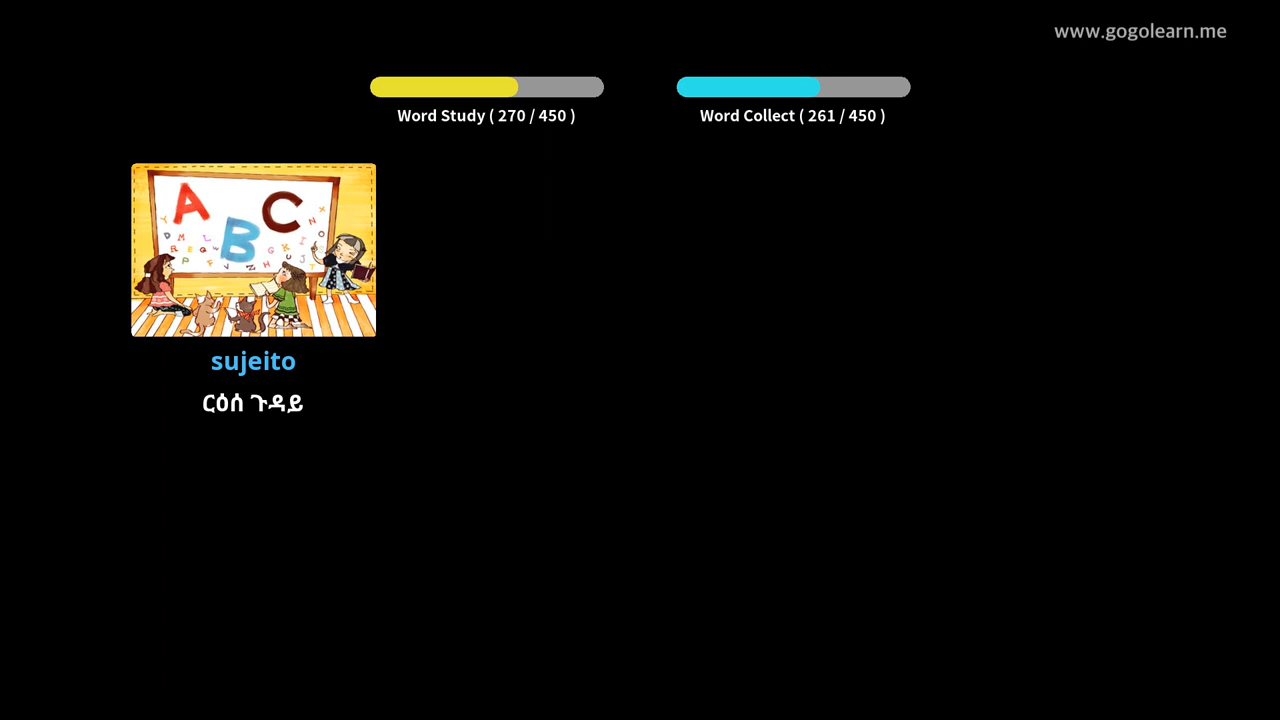 www.gogolearn.me
Word Study ( 270 / 450 )
Word Collect ( 261 / 450 )
A
B
C
sujeito
ርዕሰ ጉዳይ